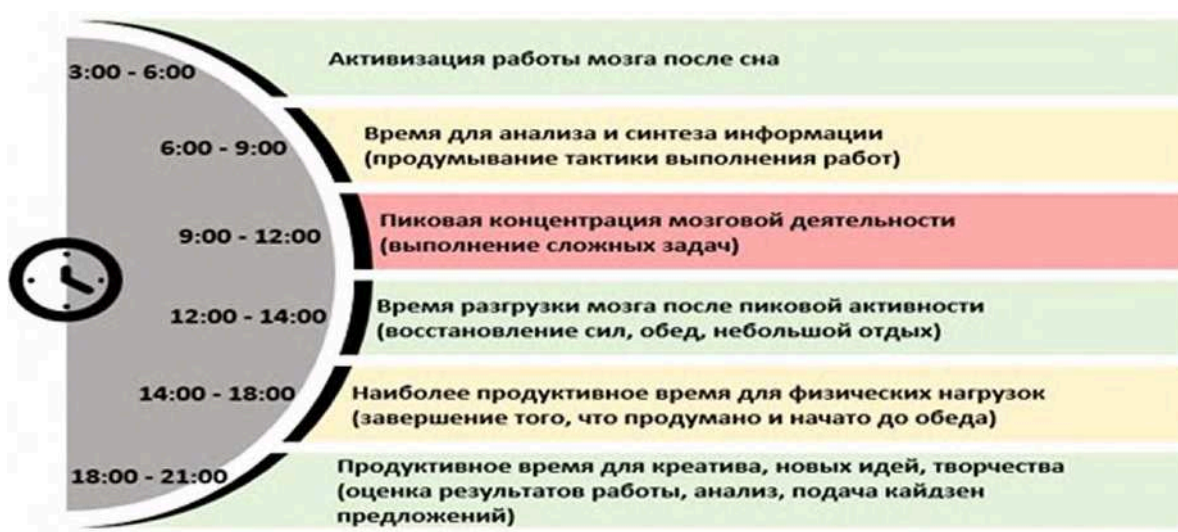 3:00 - 6:00
Активизация работы мозга после сна
6:00 - 9:00
Время для анализа и синтеза информации
(продумывание тактики выполнения работ)
9:00 - 12:00
Пиковая концентрация мозговой деятельности
(выполнение сложных задач)
12:00 - 14:00
Время разгрузки мозга после пиковой активности
(восстановление сил, обед, небольшой отдых)
14:00 - 18:00
Наиболее продуктивное время для физических нагрузок
(завершение того, что продумано и начато до обеда)
18:00 - 21:00
Продуктивное время для креатива, новых идей, творчества
(оценка результатов работы, анализ, подача кайдзен
предложений)